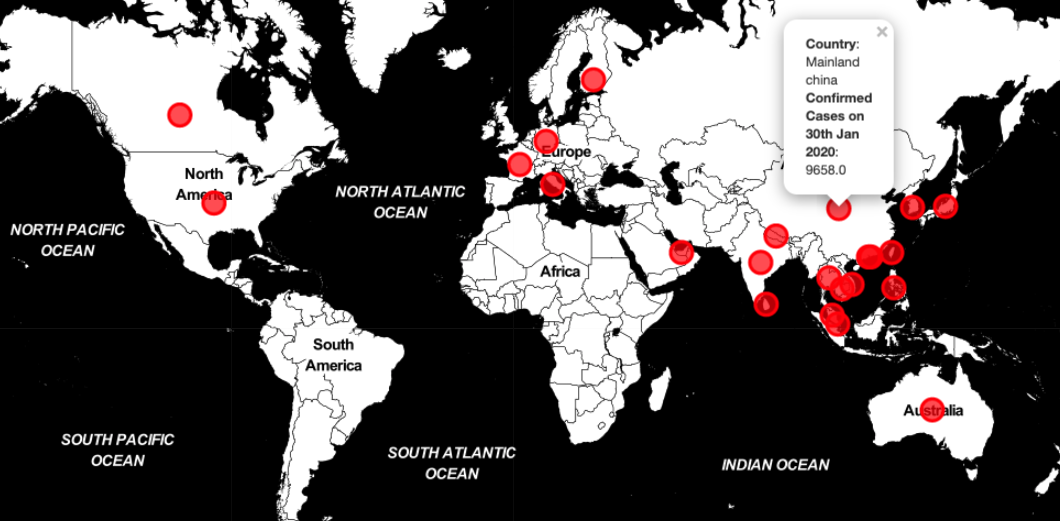 ×
Country:
Mainland
china
Confirmed
Cases on
30th Jan
2020:
9658.0
Europe
North
America
NORTH ATLANTIC
OCEAN
NORTH PACIFIC
OCEAN
Africa
South
America
Australia
SOUTH PACIFIC
OCEAN
SOUTH ATLANTIC
OCEAN
INDIAN OCEAN